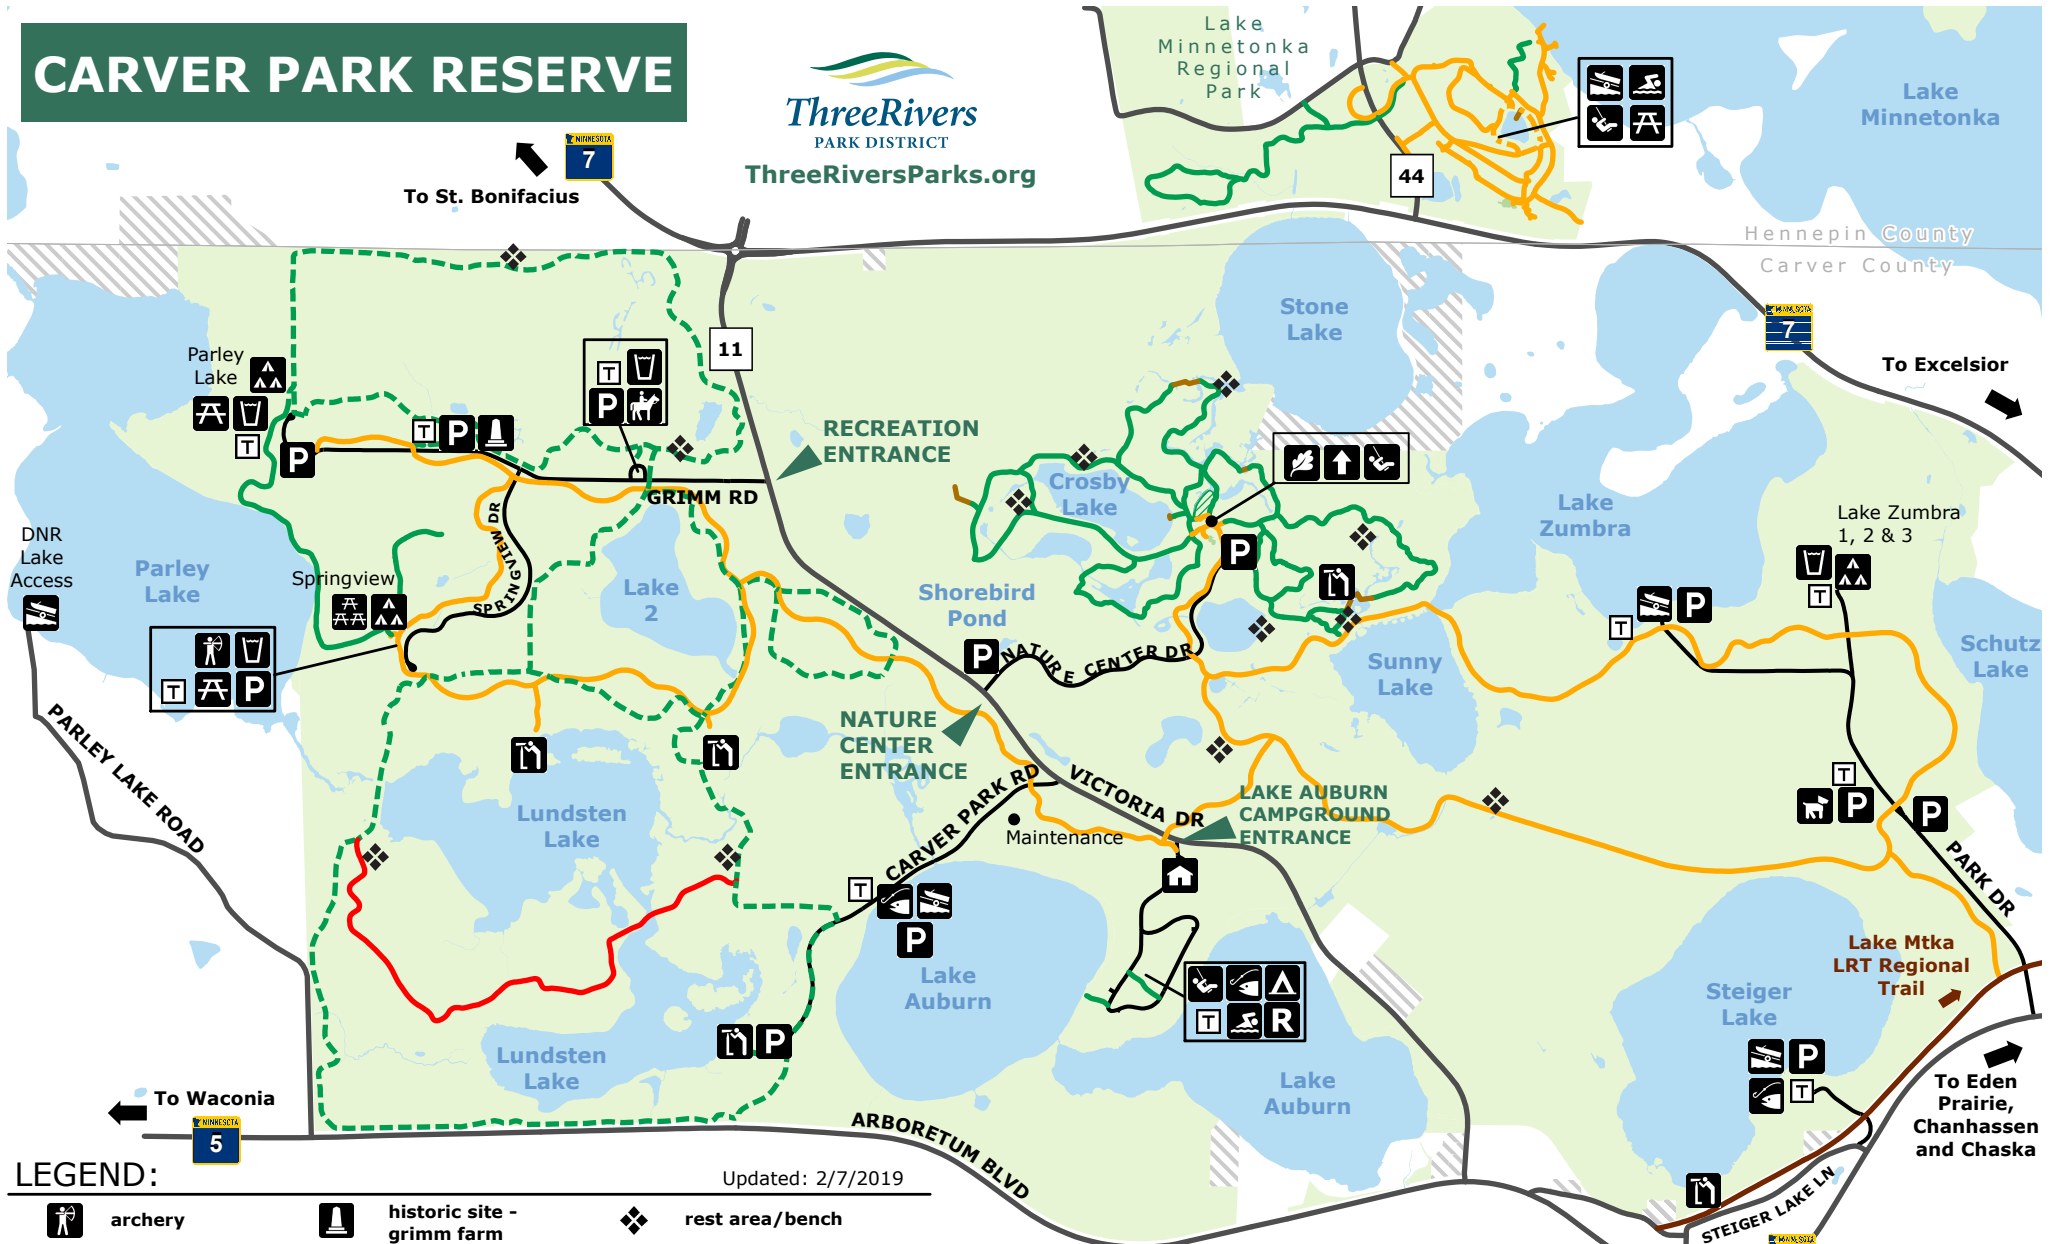 CARVER PARK RESERVE
ThreeRivers
PARK DISTRICT
ThreeRiversParks.org
Lake
Minnetonka
Regional
Park
Lake
Minnetonka
44
MINNESOTA
7
To St. Bonifacius
Hennepin County
Carver County
Stone
Lake
MINNESOTA
7
To Excelsior
11
Parley
Lake
T
P
T
P
T
P
RECREATION
ENTRANCE
GRIMM RD
SPRINGVIEW DR
Crosby
Lake
Lake
Zumbra
Lake Zumbra
1, 2 & 3
T
DNR
Lake
Access
Parley
Lake
Springview
Lake
2
Shorebird
Pond
P
P
NATURE CENTER DR
T
P
Sunny
Lake
Schutz
Lake
T
P
PARLEY LAKE ROAD
NATURE
CENTER
ENTRANCE
Lundsten
Lake
CARVER PARK RD
VICTORIA DR
LAKE AUBURN
CAMPGROUND
ENTRANCE
Maintenance
T
P
P
PARK DR
T
P
Lake
Auburn
T
R
Lake Mtka
LRT Regional
Trail
Steiger
Lake
P
T
P
Lundsten
Lake
Lake
Auburn
To Eden
Prairie,
Chanhassen
and Chaska
To Waconia
MINNESOTA
5
ARBORETUM BLVD
STEIGER LAKE LN
MINNESOTA
LEGEND:
Updated: 2/7/2019
archery
historic site -
grimm farm
rest area/bench